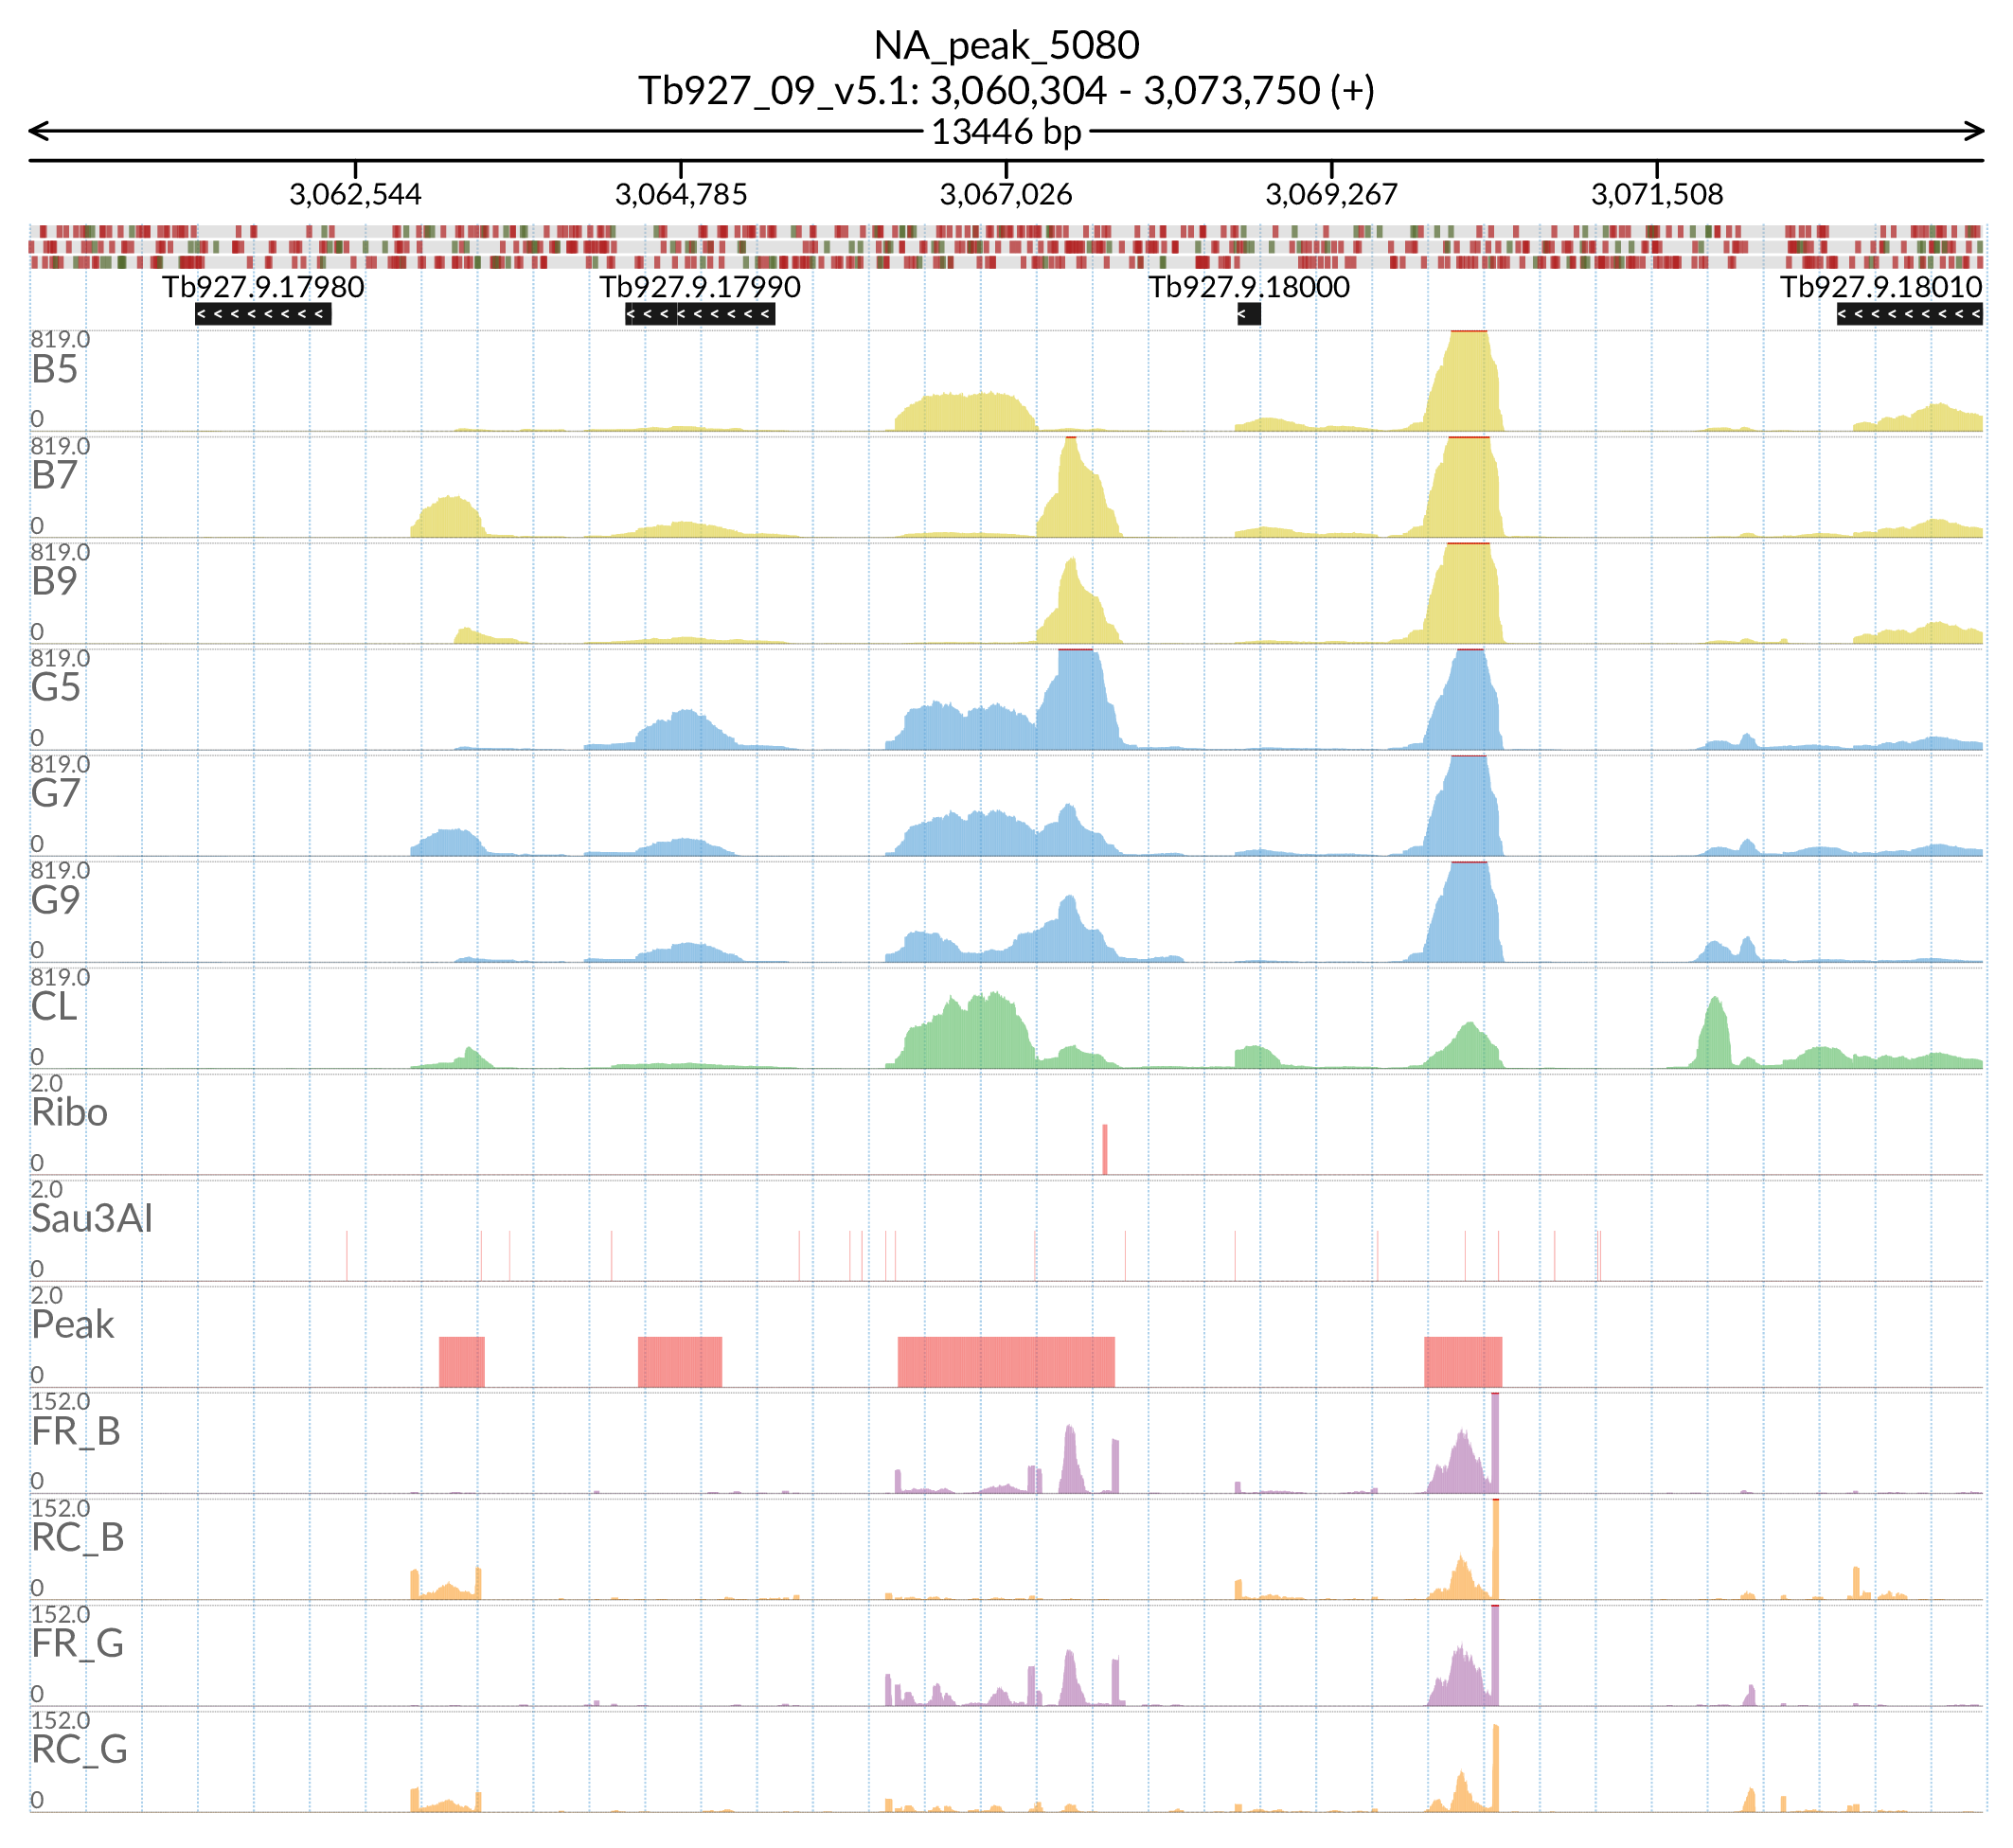 NA_peak_5080
Tb927_09_v5.1: 3,060,304 - 3,073,750 (+)
13446 bp
3,062,544 3,064,785 3,067,026 3,069,267 3,071,508
Tb927.9.17980 Tb927.9.17990 Tb927.9.18000 Tb927.9.18010
819.0
B5
0
819.0
B7
0
819.0
B9
0
819.0
G5
0
819.0
G7
0
819.0
G9
0
819.0
CL
0
2.0
Ribo
0
2.0
Sau3AI
0
2.0
Peak
0
152.0
FR_B
0
152.0
RC_B
0
152.0
FR_G
0
152.0
RC_G
0